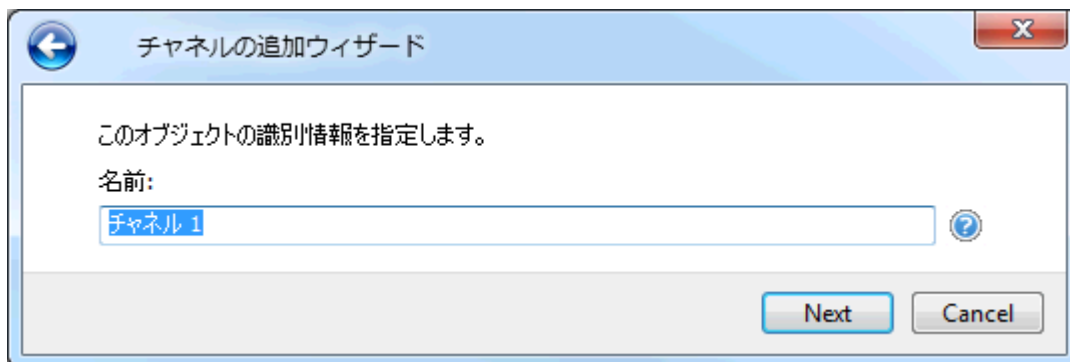 チャネルの追加ウィザード
このオブジェクトの識別情報を指定します。
名前:
チャネル 1
Next
Cancel